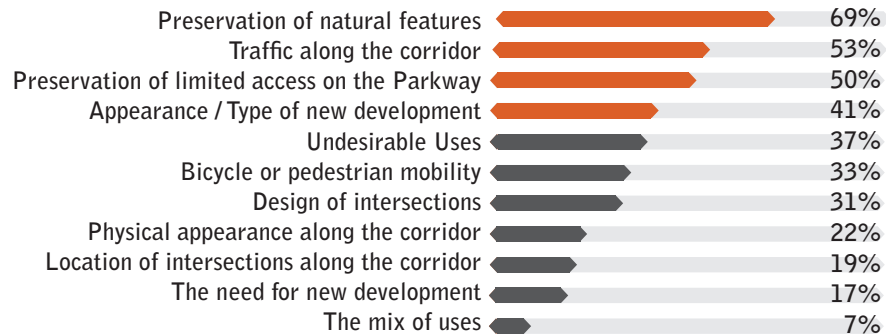 Preservation of natural features 69%
Traffic along the corridor 53%
Preservation of limited access on the Parkway 50%
Appearance / Type of new development 41%
Undesirable Uses 37%
Bicycle or pedestrian mobility 33%
Design of intersections 31%
Physical appearance along the corridor 22%
Location of intersections along the corridor 19%
The need for new development 17%
The mix of uses 7%